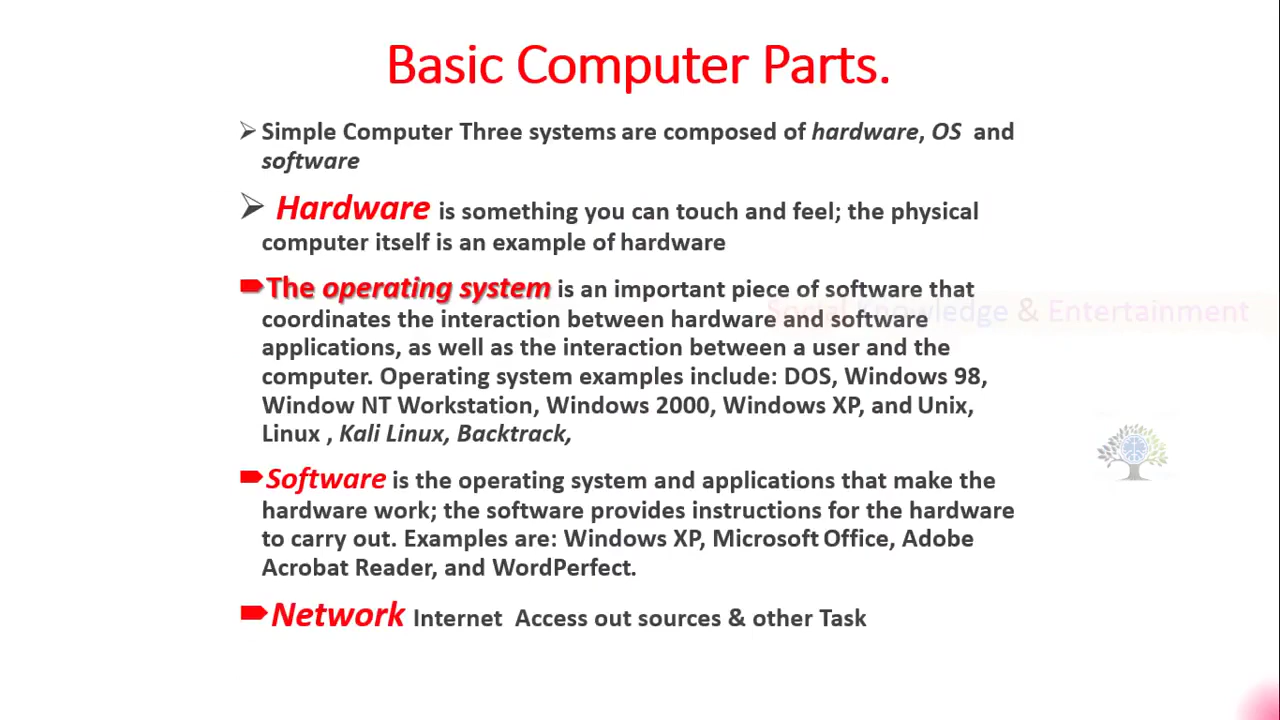 Basic Computer Parts.
➢ Simple Computer Three systems are composed of hardware, OS and
software
➢ Hardware is something you can touch and feel; the physical
computer itself is an example of hardware
The operating system is an important piece of software that
coordinates the interaction between hardware and software
applications, as well as the interaction between a user and the
computer. Operating system examples include: DOS, Windows 98,
Window NT Workstation, Windows 2000, Windows XP, and Unix,
Linux , Kali Linux, Backtrack,
Software is the operating system and applications that make the
hardware work; the software provides instructions for the hardware
to carry out. Examples are: Windows XP, Microsoft Office, Adobe
Acrobat Reader, and WordPerfect.
Network Internet Access out sources & other Task
Social Knowledge & Entertainment